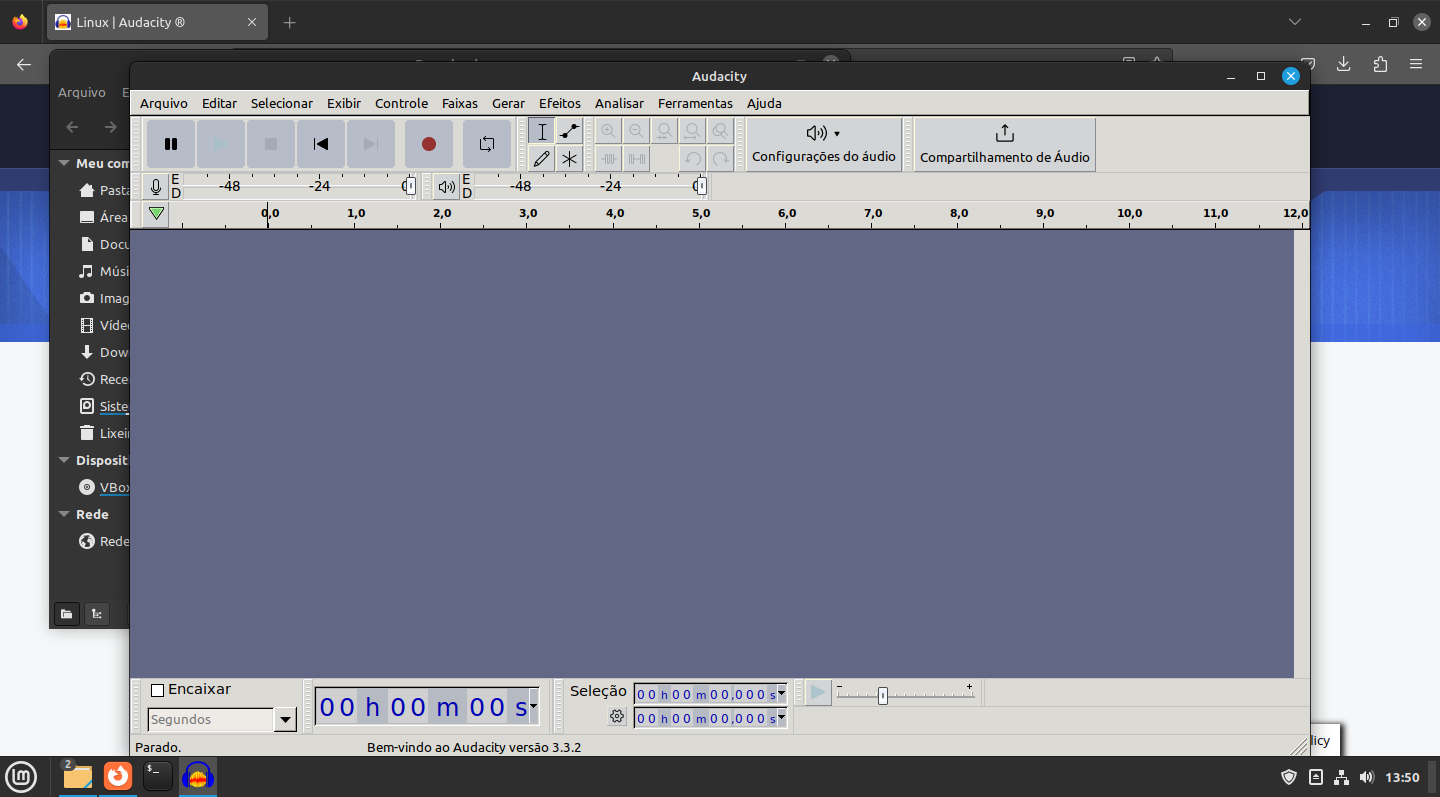 Linux | Audacity ®
Audacity
Arquivo
Arquivo Editar Selecionar Exibir Controle Faixas Gerar Efeitos Analisar Ferramentas Ajuda
Configurações do áudio
Compartilhamento de Áudio
E
D
-48 -24 0
E
D
-48 -24 0
0,0 1,0 2,0 3,0 4,0 5,0 6,0 7,0 8,0 9,0 10,0 11,0 12,0
Meu com
Pasta
Área
Docu
Músi
Imag
Vídeo
Dow
Rece
Siste
Lixei
Disposit
VBox
Rede
Rede
Encaixar
Segundos
00 h 00 m 00 s
Seleção
00 h 00 m 00,000 s
00 h 00 m 00,000 s
- +
Parado.
Bem-vindo ao Audacity versão 3.3.2
licy
2
$_
13:50